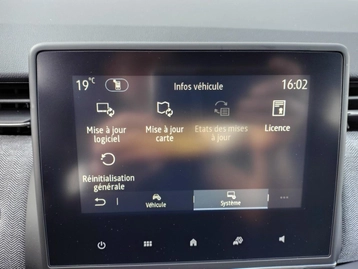 19°C
Infos véhicule
16:02
Mise à jour
logiciel
Mise à jour
carte
Etats des mises
à jour
Licence
Réinitialisation
générale
Véhicule
Système